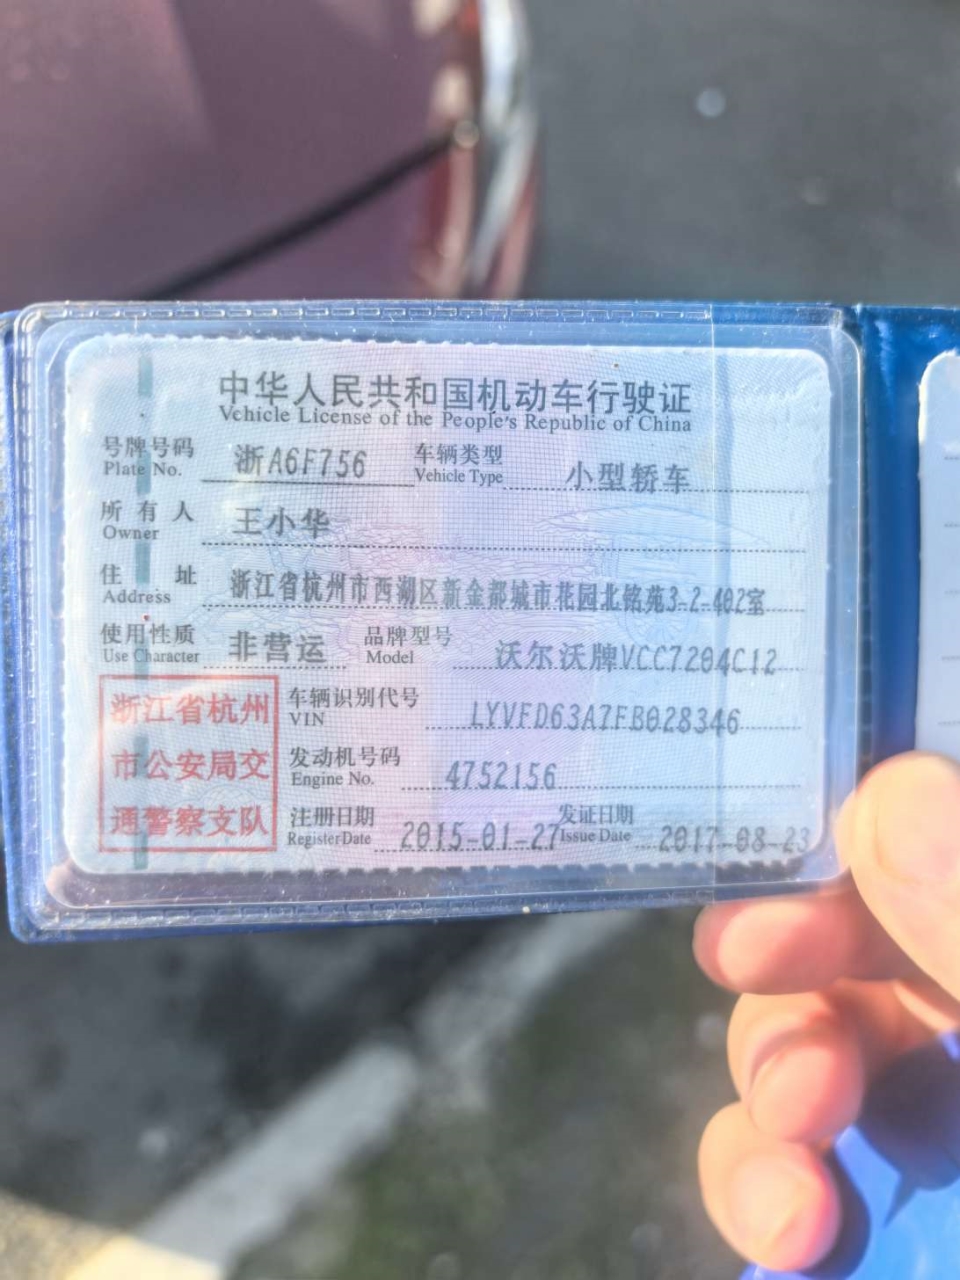 中华人民共和国机动车行驶证
Vehicle License of the People's Republic of China
号牌号码 浙A6F756 车辆类型 小型轿车
Plate No. Vehicle Type
所有人 王小华
Owner
住址 浙江省杭州市西湖区新金都城市花园北铭苑3-2-402室
Address
使用性质 非营运 品牌型号 沃尔沃牌VCC7204C12
Use Character Model
浙江省杭州
市公安局交
通警察支队
车辆识别代号 LYVFD63A7FB028346
VIN
发动机号码 4752156
Engine No.
注册日期 2015-01-27 发证日期 2017-08-23
Register Date Issue Date